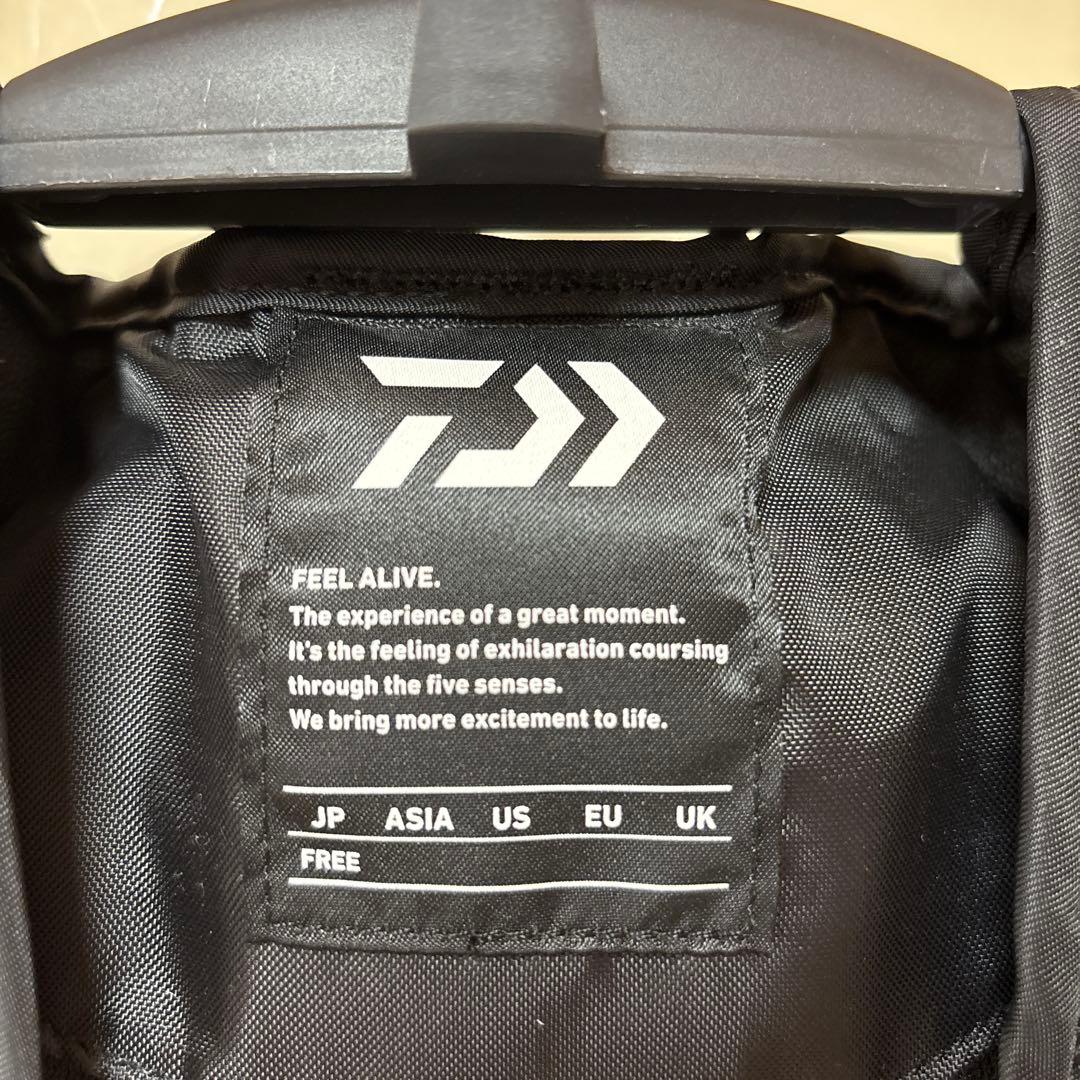 FEEL ALIVE.
The experience of a great moment.
It's the feeling of exhilaration coursing
through the five senses.
We bring more excitement to life.
JP ASIA US EU UK
FREE